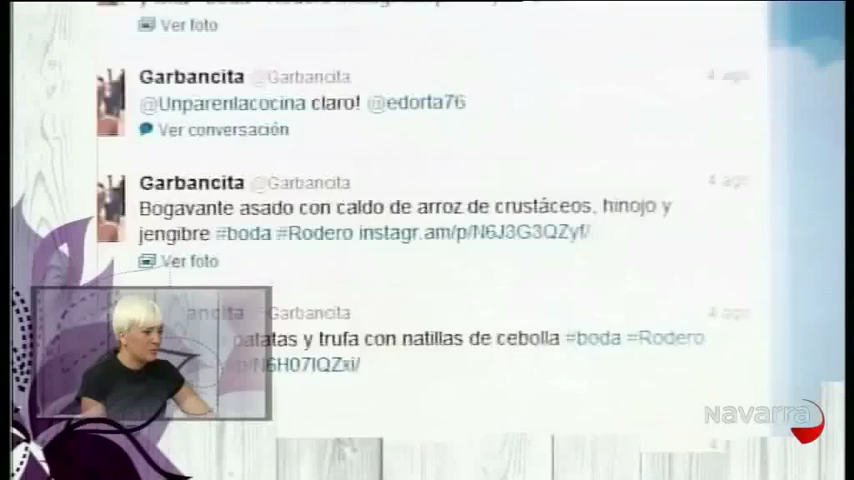 Ver foto
Garbancita @Garbancita 4 ago
@Unparenlacocina claro! @edorta76
Ver conversación
Garbancita @Garbancita 4 ago
Bogavante asado con caldo de arroz de crustáceos, hinojo y
jengibre #boda #Rodero instagr.am/p/N6J3G3QZyf/
Ver foto
ancita @Garbancita 4 ago
patatas y trufa con natillas de cebolla #boda #Rodero
/p/N6H07IQZxi/
Navarra